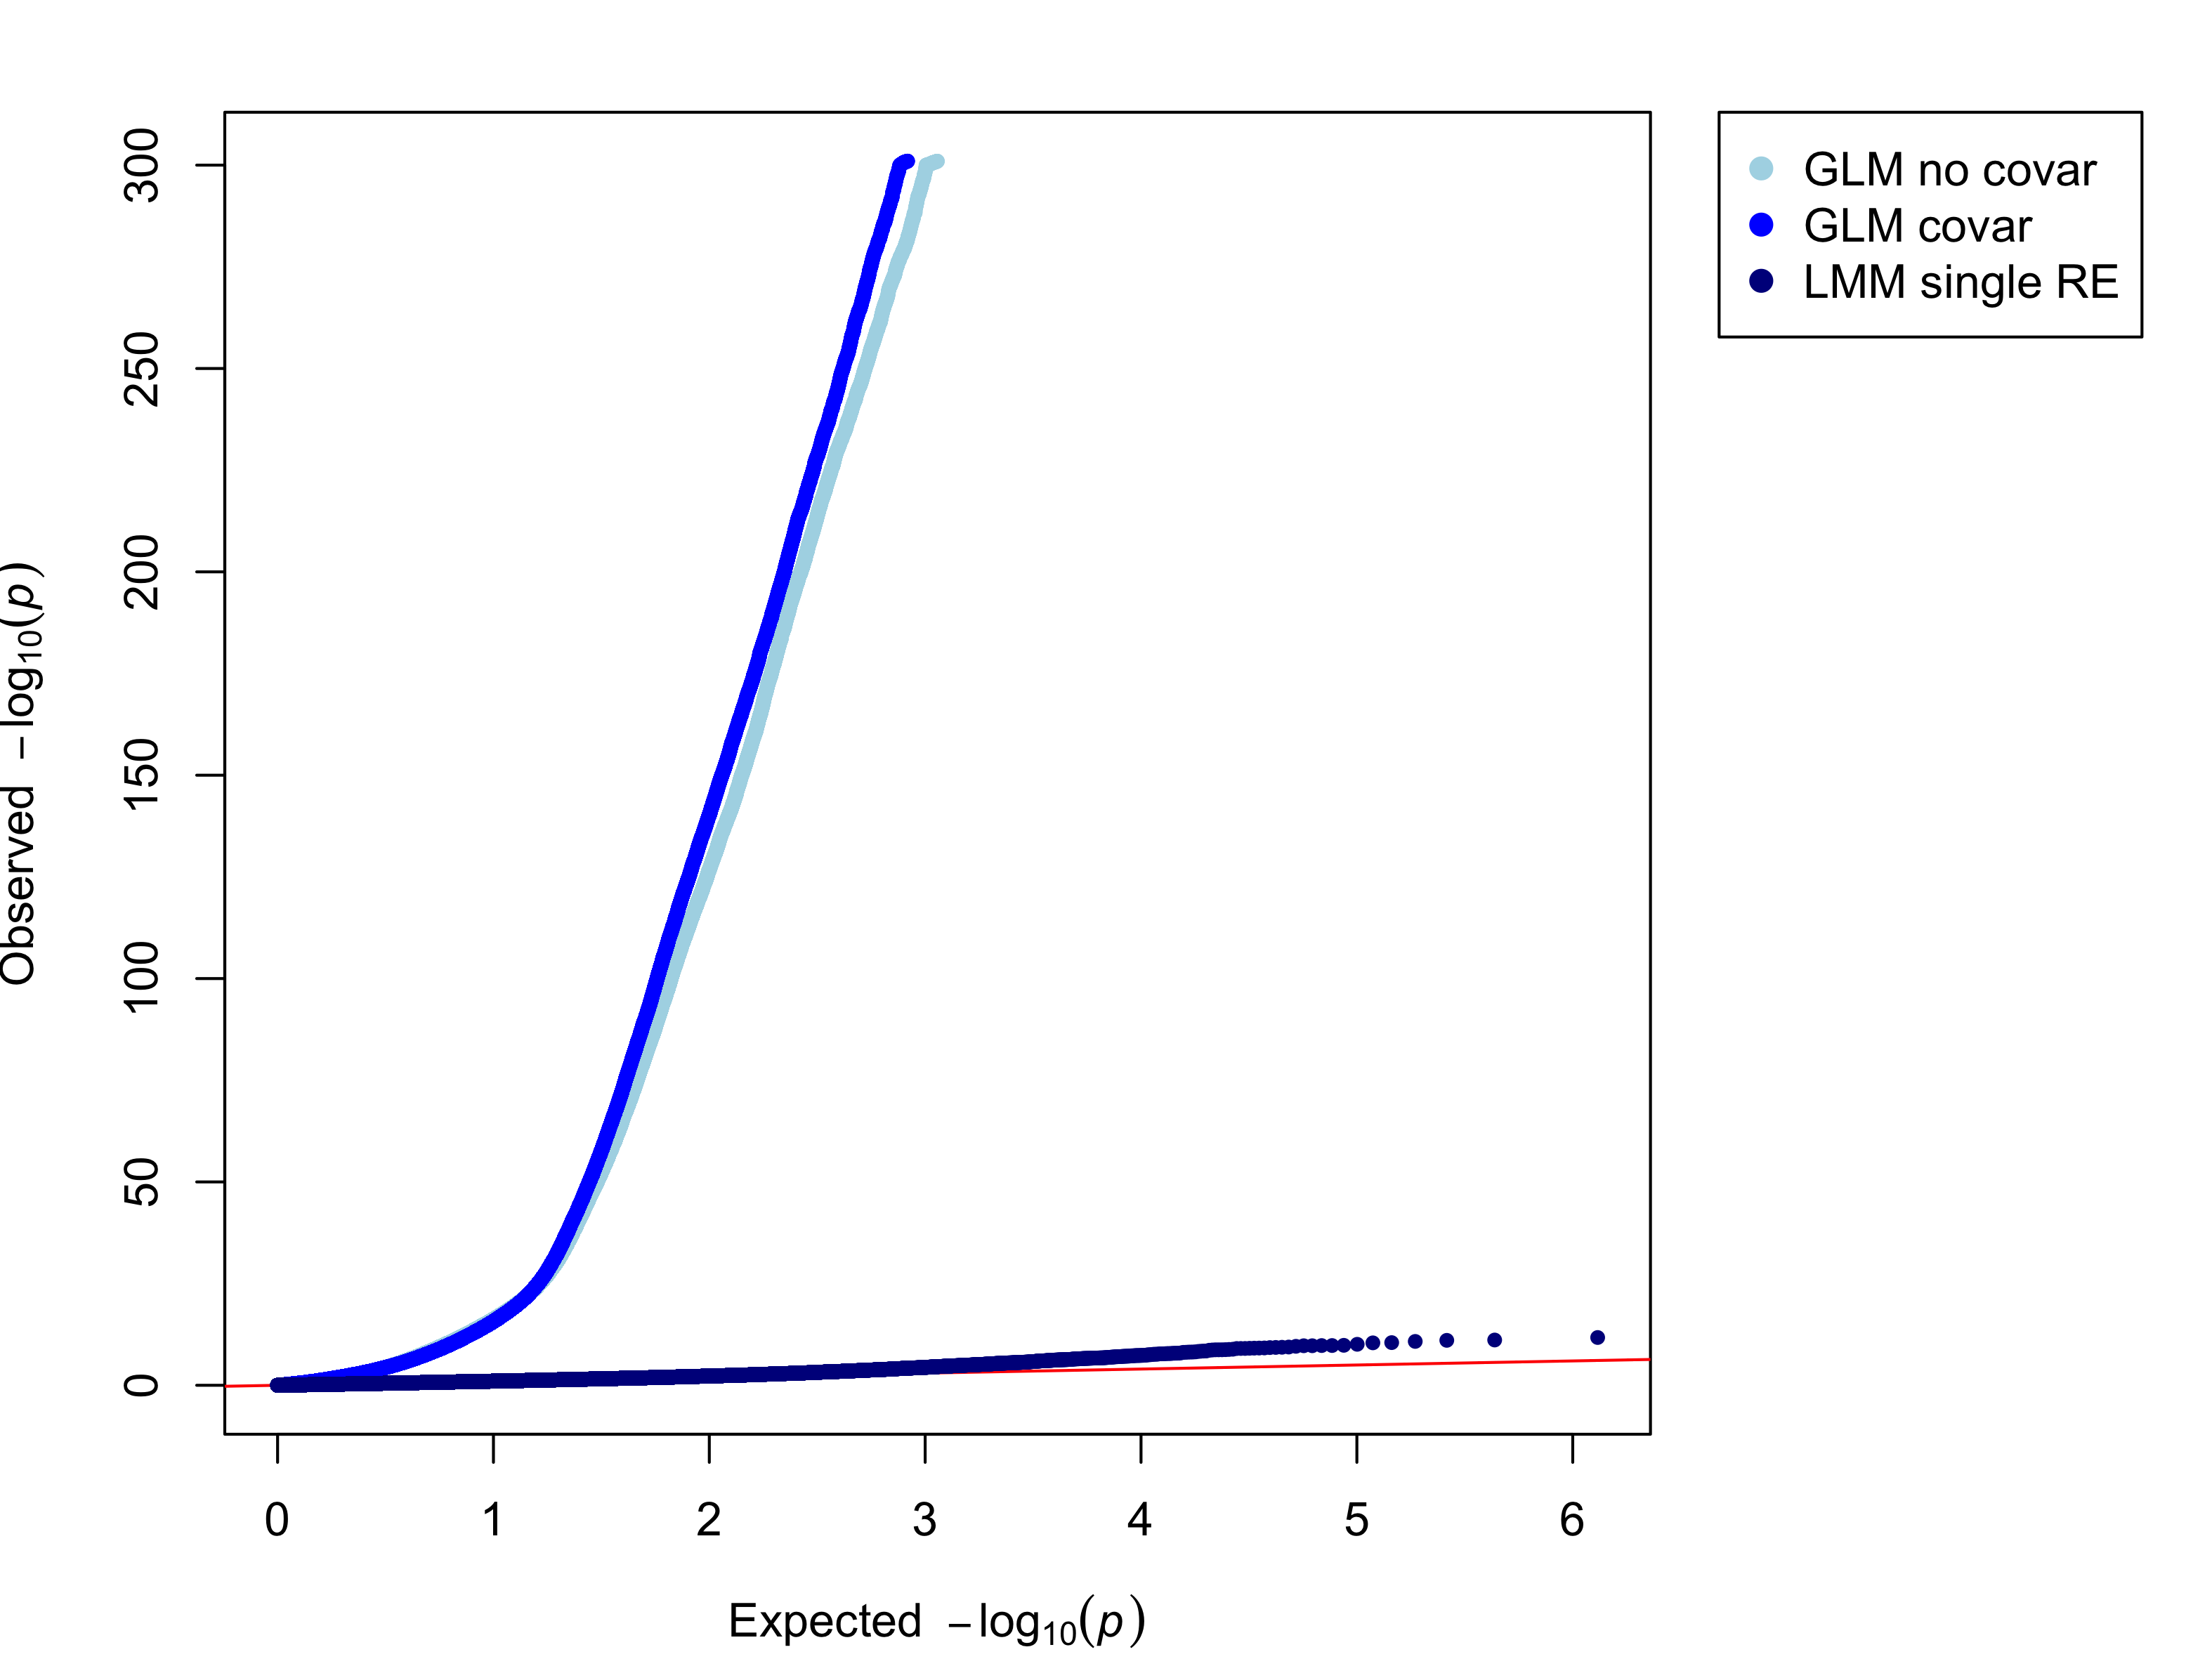 GLM no covar
GLM covar
LMM single RE
300
250
200
150
100
50
0
Observed −log10(p)
0 1 2 3 4 5 6
Expected −log10(p)